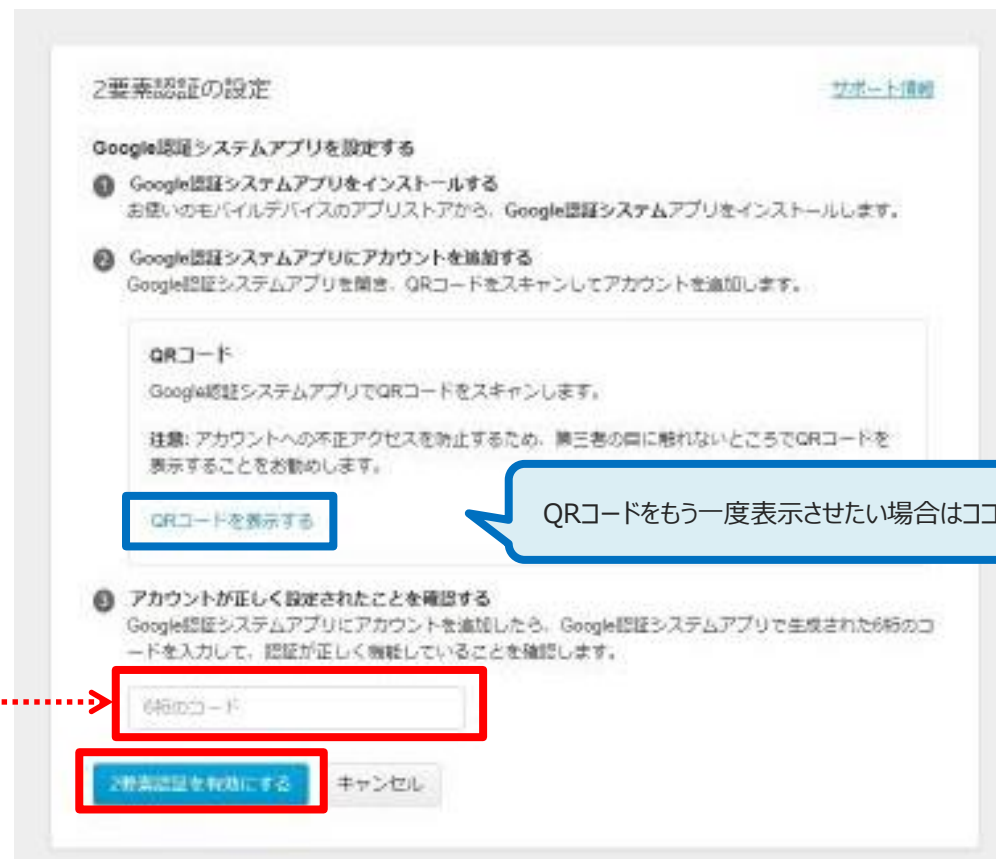 2要素認証の設定
サポート情報
Google認証システムアプリを設定する
1 Google認証システムアプリをインストールする
お使いのモバイルデバイスのアプリストアから、Google認証システムアプリをインストールします。
2 Google認証システムアプリにアカウントを追加する
Google認証システムアプリを開き、QRコードをスキャンしてアカウントを追加します。
QRコード
Google認証システムアプリでQRコードをスキャンします。
注意: アカウントへの不正アクセスを防止するため、第三者の目に触れないところでQRコードを
表示することをお勧めします。
QRコードを表示する
QRコードをもう一度表示させたい場合はココ
3 アカウントが正しく設定されたことを確認する
Google認証システムアプリにアカウントを追加したら、Google認証システムアプリで生成された6桁のコ
ードを入力して、認証が正しく機能していることを確認します。
6桁のコード
2要素認証を有効にする
キャンセル